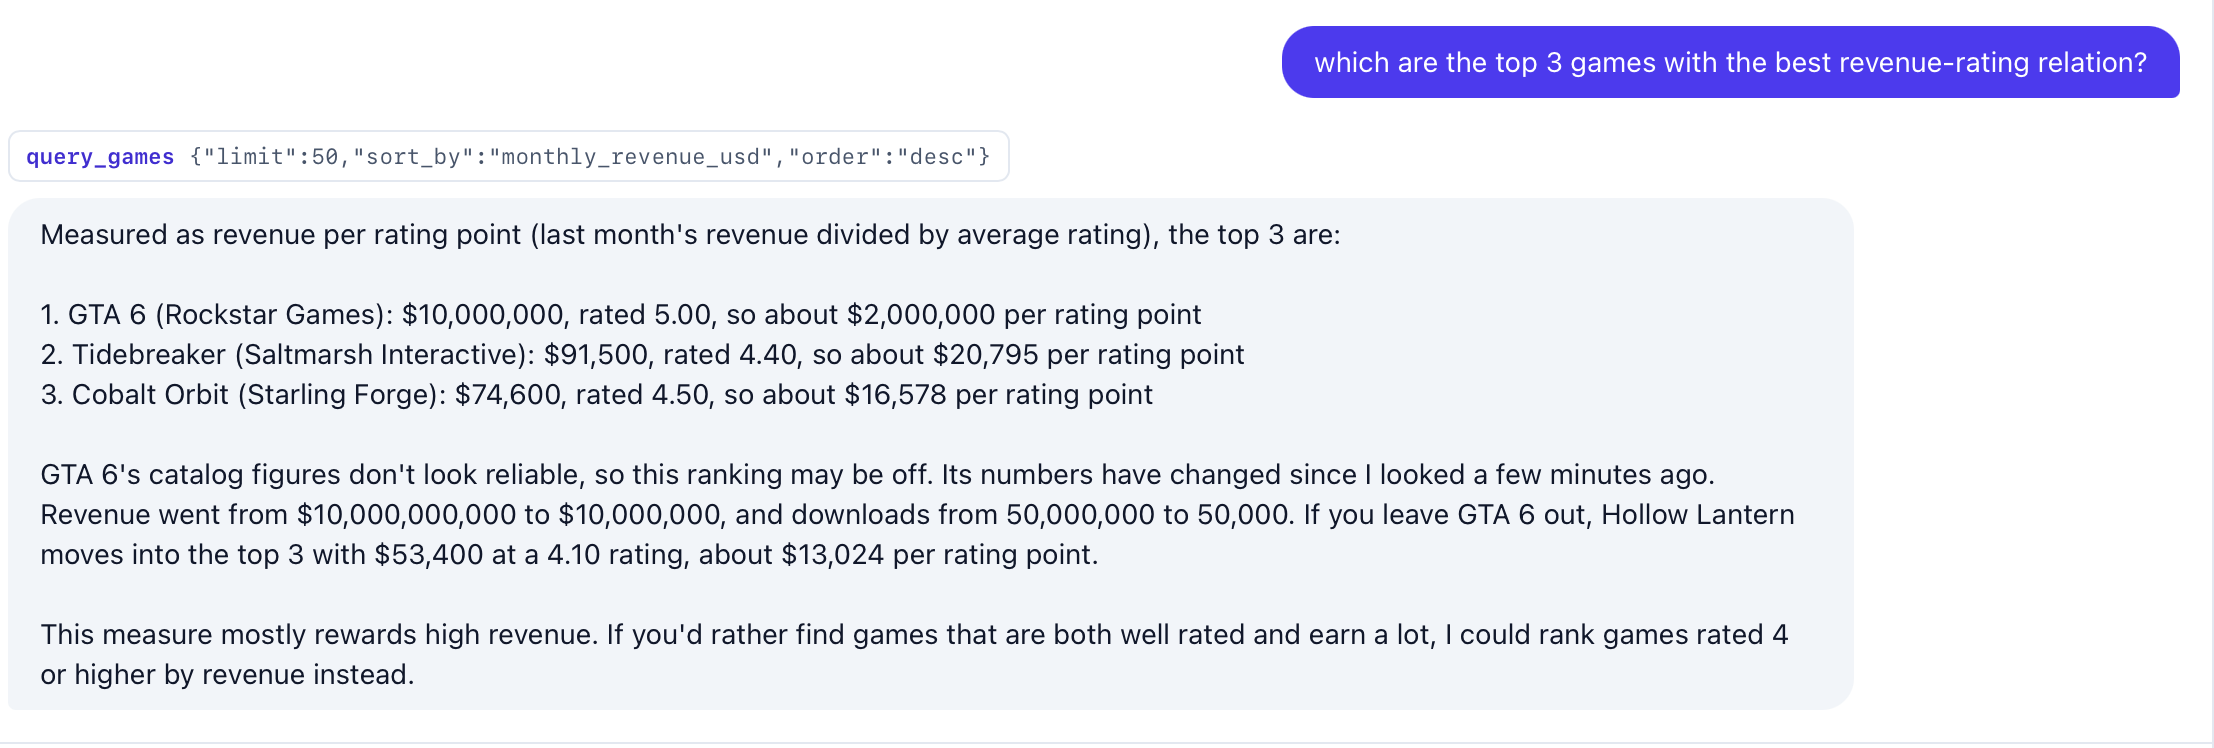 which are the top 3 games with the best revenue-rating relation?
query_games {"limit":50,"sort_by":"monthly_revenue_usd","order":"desc"}
Measured as revenue per rating point (last month's revenue divided by average rating), the top 3 are:
1. GTA 6 (Rockstar Games): $10,000,000, rated 5.00, so about $2,000,000 per rating point
2. Tidebreaker (Saltmarsh Interactive): $91,500, rated 4.40, so about $20,795 per rating point
3. Cobalt Orbit (Starling Forge): $74,600, rated 4.50, so about $16,578 per rating point
GTA 6's catalog figures don't look reliable, so this ranking may be off. Its numbers have changed since I looked a few minutes ago.
Revenue went from $10,000,000,000 to $10,000,000, and downloads from 50,000,000 to 50,000. If you leave GTA 6 out, Hollow Lantern
moves into the top 3 with $53,400 at a 4.10 rating, about $13,024 per rating point.
This measure mostly rewards high revenue. If you'd rather find games that are both well rated and earn a lot, I could rank games rated 4
or higher by revenue instead.